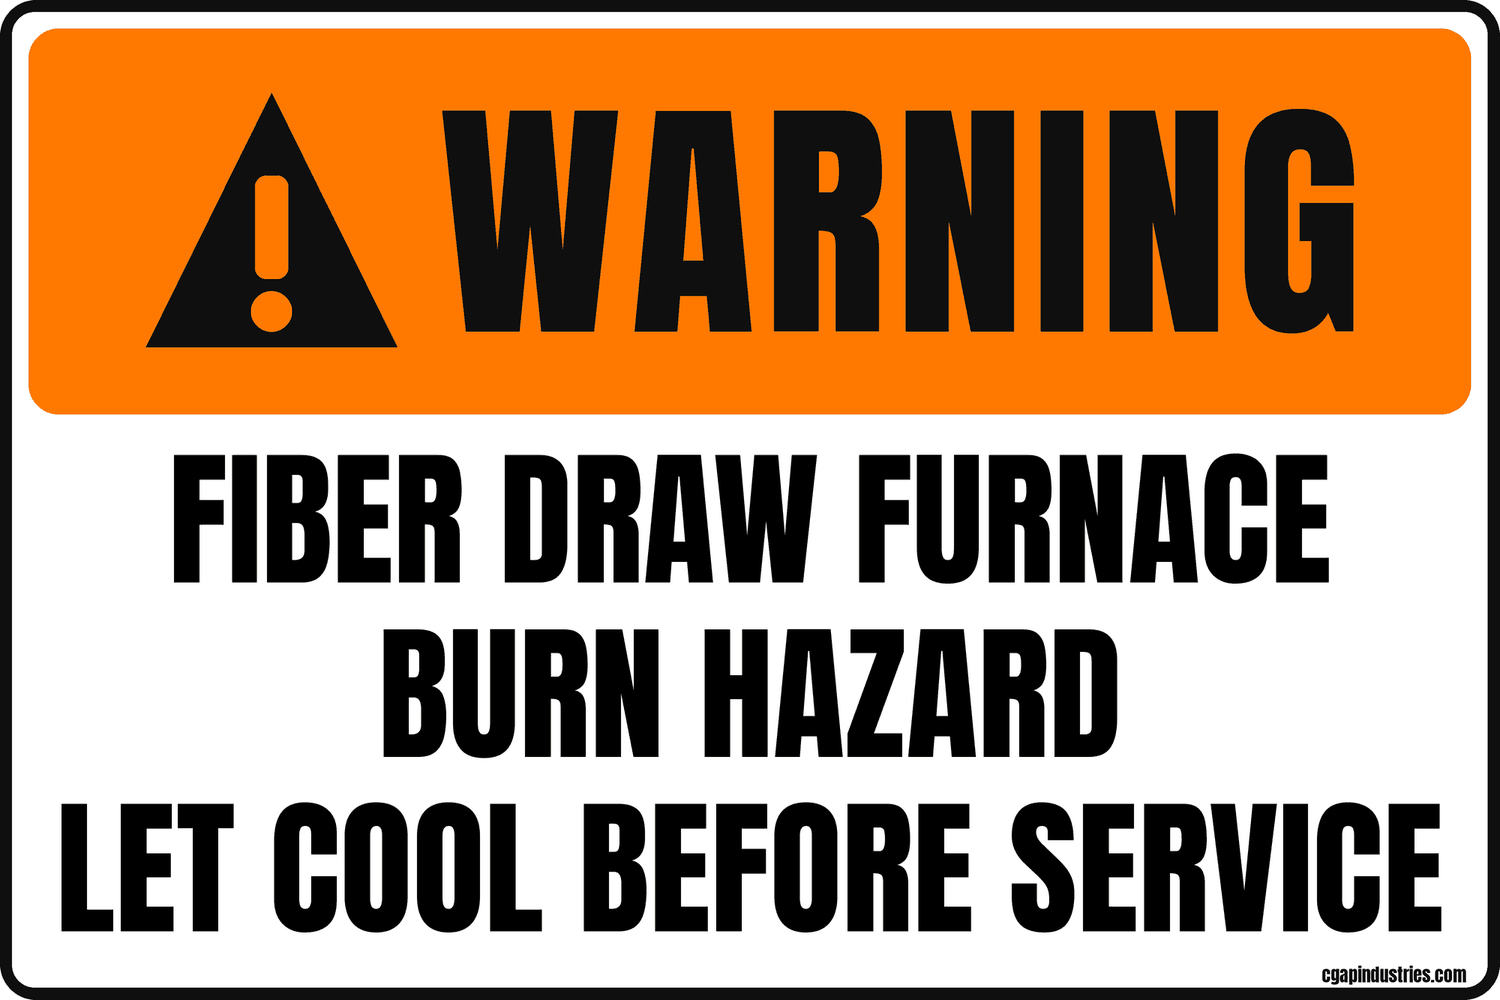 WARNING
FIBER DRAW FURNACE
BURN HAZARD
LET COOL BEFORE SERVICE
cgapindustries.com